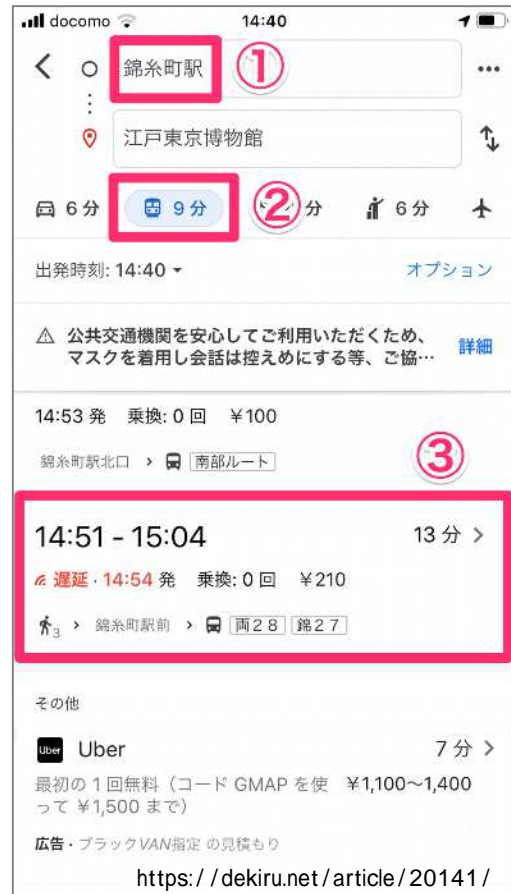 docomo 14:40
錦糸町駅 ①
江戸東京博物館
6 分 9 分 ② 分 6 分
出発時刻: 14:40 オプション
公共交通機関を安心してご利用いただくため、
マスクを着用し会話は控えめにする等、ご協… 詳細
14:53 発 乗換: 0 回 ¥100
錦糸町駅北口 › 南部ルート
③
14:51 - 15:04 13 分 ›
遅延・14:54 発 乗換: 0 回 ¥210
3 › 錦糸町駅前 › 両28 錦27
その他
Uber Uber 7 分 ›
最初の 1 回無料（コード GMAP を使 ¥1,100～1,400
って ¥1,500 まで）
広告・ブラックVAN指定 の見積もり
https://dekiru.net/article/20141/